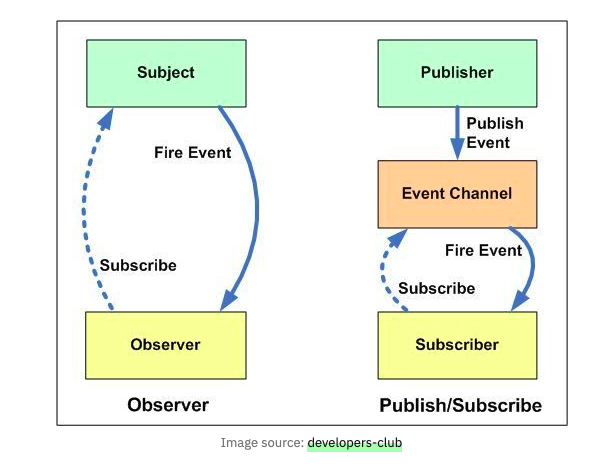 Subject
Fire Event
Subscribe
Observer
Observer
Publisher
Publish
Event
Event Channel
Fire Event
Subscribe
Subscriber
Publish/Subscribe
Image source: developers-club